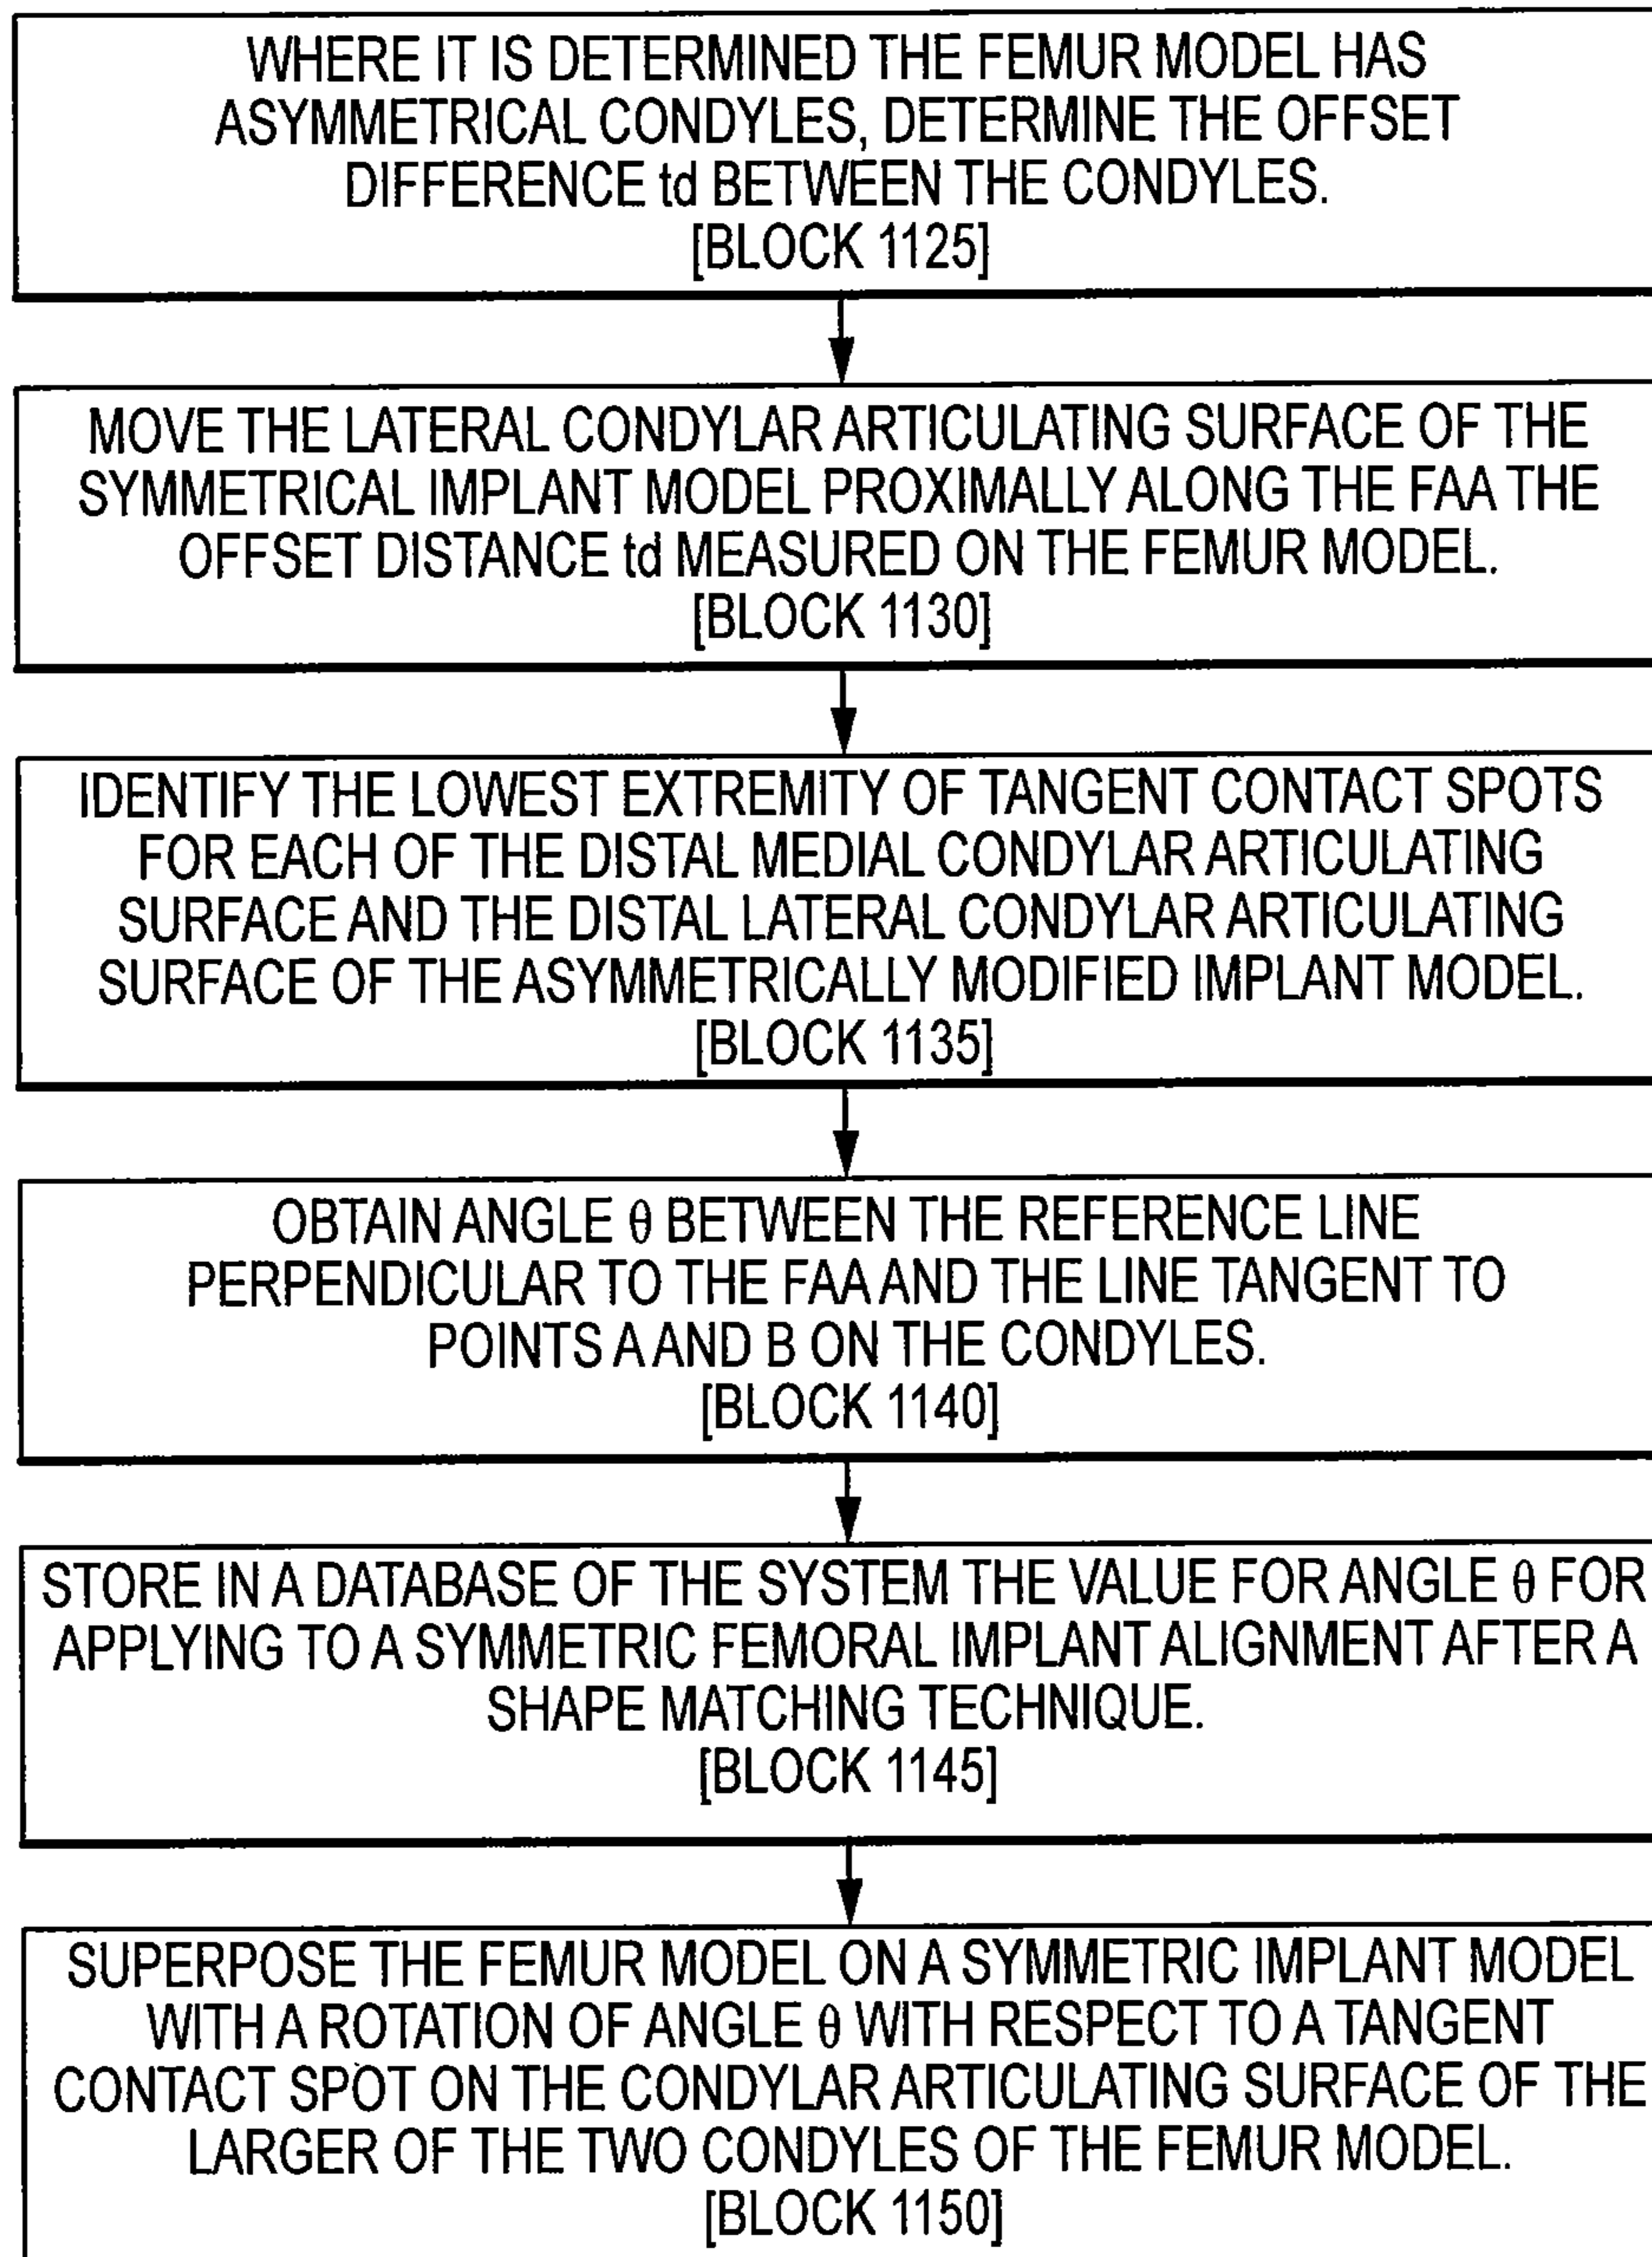 WHERE IT IS DETERMINED THE FEMUR MODEL HAS
ASYMMETRICAL CONDYLES, DETERMINE THE OFFSET
DIFFERENCE td BETWEEN THE CONDYLES.
[BLOCK 1125]
MOVE THE LATERAL CONDYLAR ARTICULATING SURFACE OF THE
SYMMETRICAL IMPLANT MODEL PROXIMALLY ALONG THE FAA THE
OFFSET DISTANCE td MEASURED ON THE FEMUR MODEL.
[BLOCK 1130]
IDENTIFY THE LOWEST EXTREMITY OF TANGENT CONTACT SPOTS
FOR EACH OF THE DISTAL MEDIAL CONDYLAR ARTICULATING
SURFACE AND THE DISTAL LATERAL CONDYLAR ARTICULATING
SURFACE OF THE ASYMMETRICALLY MODIFIED IMPLANT MODEL.
[BLOCK 1135]
OBTAIN ANGLE θ BETWEEN THE REFERENCE LINE
PERPENDICULAR TO THE FAA AND THE LINE TANGENT TO
POINTS A AND B ON THE CONDYLES.
[BLOCK 1140]
STORE IN A DATABASE OF THE SYSTEM THE VALUE FOR ANGLE θ FOR
APPLYING TO A SYMMETRIC FEMORAL IMPLANT ALIGNMENT AFTER A
SHAPE MATCHING TECHNIQUE.
[BLOCK 1145]
SUPERPOSE THE FEMUR MODEL ON A SYMMETRIC IMPLANT MODEL
WITH A ROTATION OF ANGLE θ WITH RESPECT TO A TANGENT
CONTACT SPOT ON THE CONDYLAR ARTICULATING SURFACE OF THE
LARGER OF THE TWO CONDYLES OF THE FEMUR MODEL.
[BLOCK 1150]